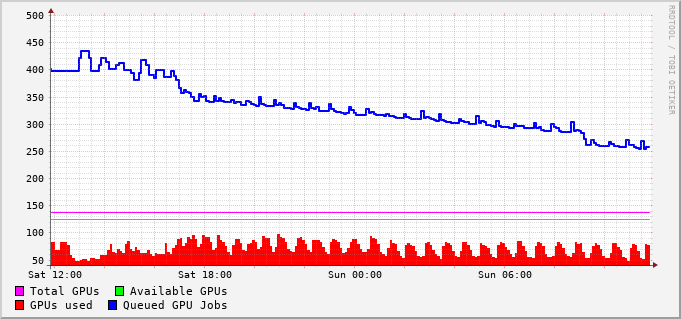 500
450
400
350
300
250
200
150
100
50
Sat 12:00 Sat 18:00 Sun 00:00 Sun 06:00
Total GPUs Available GPUs
GPUs used Queued GPU Jobs
RRDTOOL / TOBI OETIKER